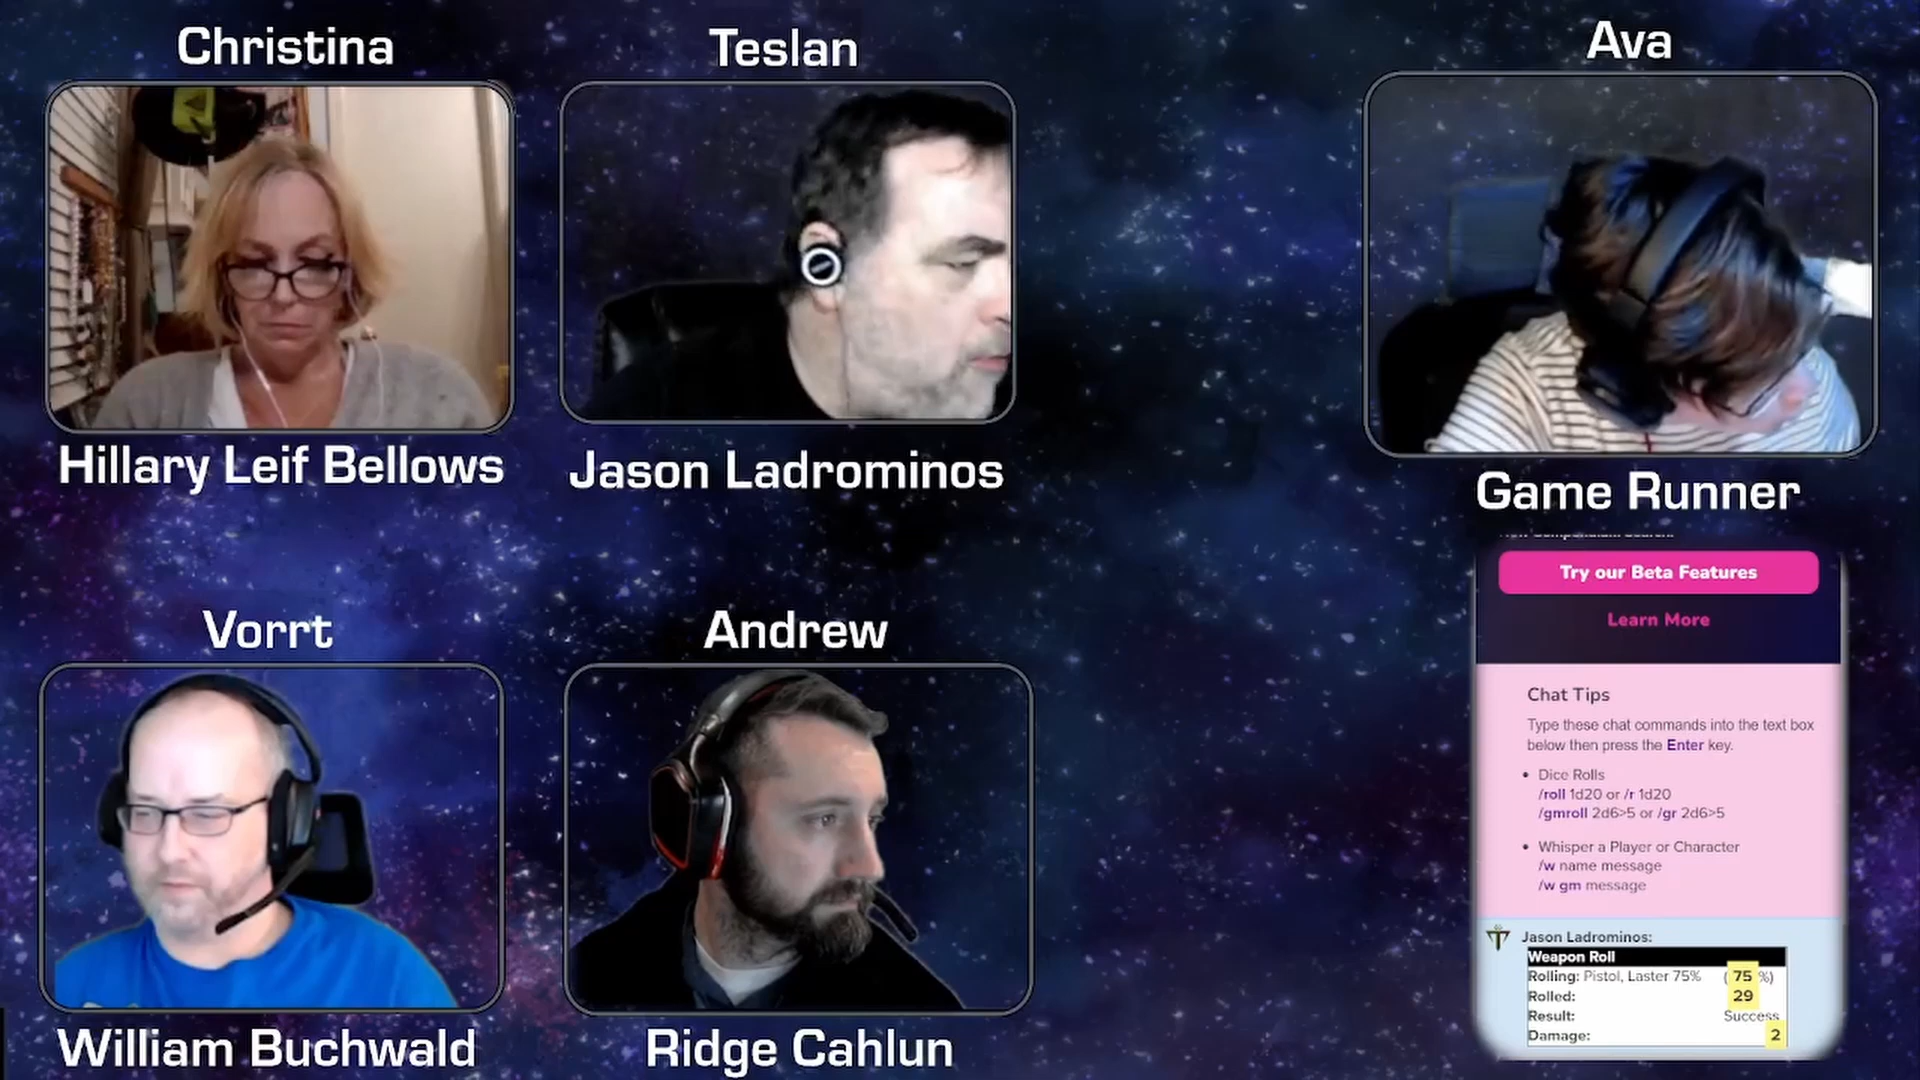 Christina
Teslan
Ava
Hillary Leif Bellows
Jason Ladrominos
Game Runner
Vorrt
Andrew
William Buchwald
Ridge Cahlun
Try our Beta Features
Learn More
Chat Tips
Type these chat commands into the text box
below then press the Enter key.
• Dice Rolls
/roll 1d20 or /r 1d20
/gmroll 2d6>5 or /gr 2d6>5
• Whisper a Player or Character
/w name message
/w gm message
Jason Ladrominos:
Weapon Roll
Rolling: Pistol, Laster 75% (75%)
Rolled: 29
Result: Success
Damage: 2